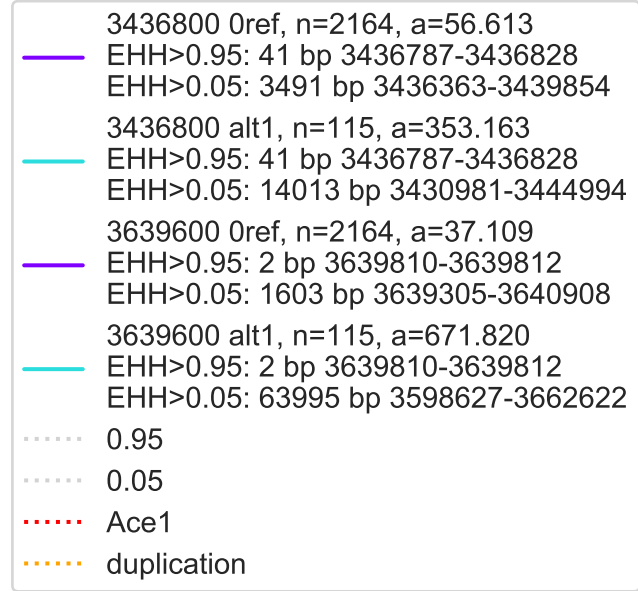 3436800 0ref, n=2164, a=56.613
EHH>0.95: 41 bp 3436787-3436828
EHH>0.05: 3491 bp 3436363-3439854
3436800 alt1, n=115, a=353.163
EHH>0.95: 41 bp 3436787-3436828
EHH>0.05: 14013 bp 3430981-3444994
3639600 0ref, n=2164, a=37.109
EHH>0.95: 2 bp 3639810-3639812
EHH>0.05: 1603 bp 3639305-3640908
3639600 alt1, n=115, a=671.820
EHH>0.95: 2 bp 3639810-3639812
EHH>0.05: 63995 bp 3598627-3662622
0.95
0.05
Ace1
duplication